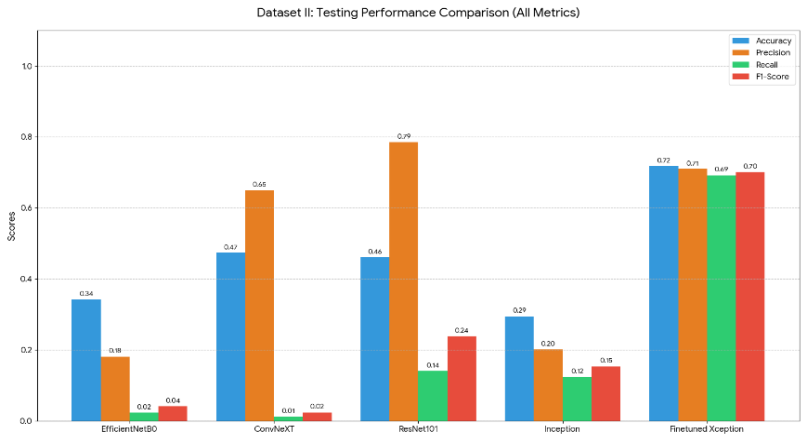 Dataset II: Testing Performance Comparison (All Metrics)
Accuracy
Precision
Recall
F1-Score
Scores
1.0
0.8
0.6
0.4
0.2
0.0
0.34
0.18
0.02
0.04
0.47
0.65
0.01
0.02
0.46
0.79
0.14
0.24
0.29
0.20
0.12
0.15
0.72
0.71
0.69
0.70
EfficientNetB0
ConvNeXT
ResNet101
Inception
Finetuned Xception